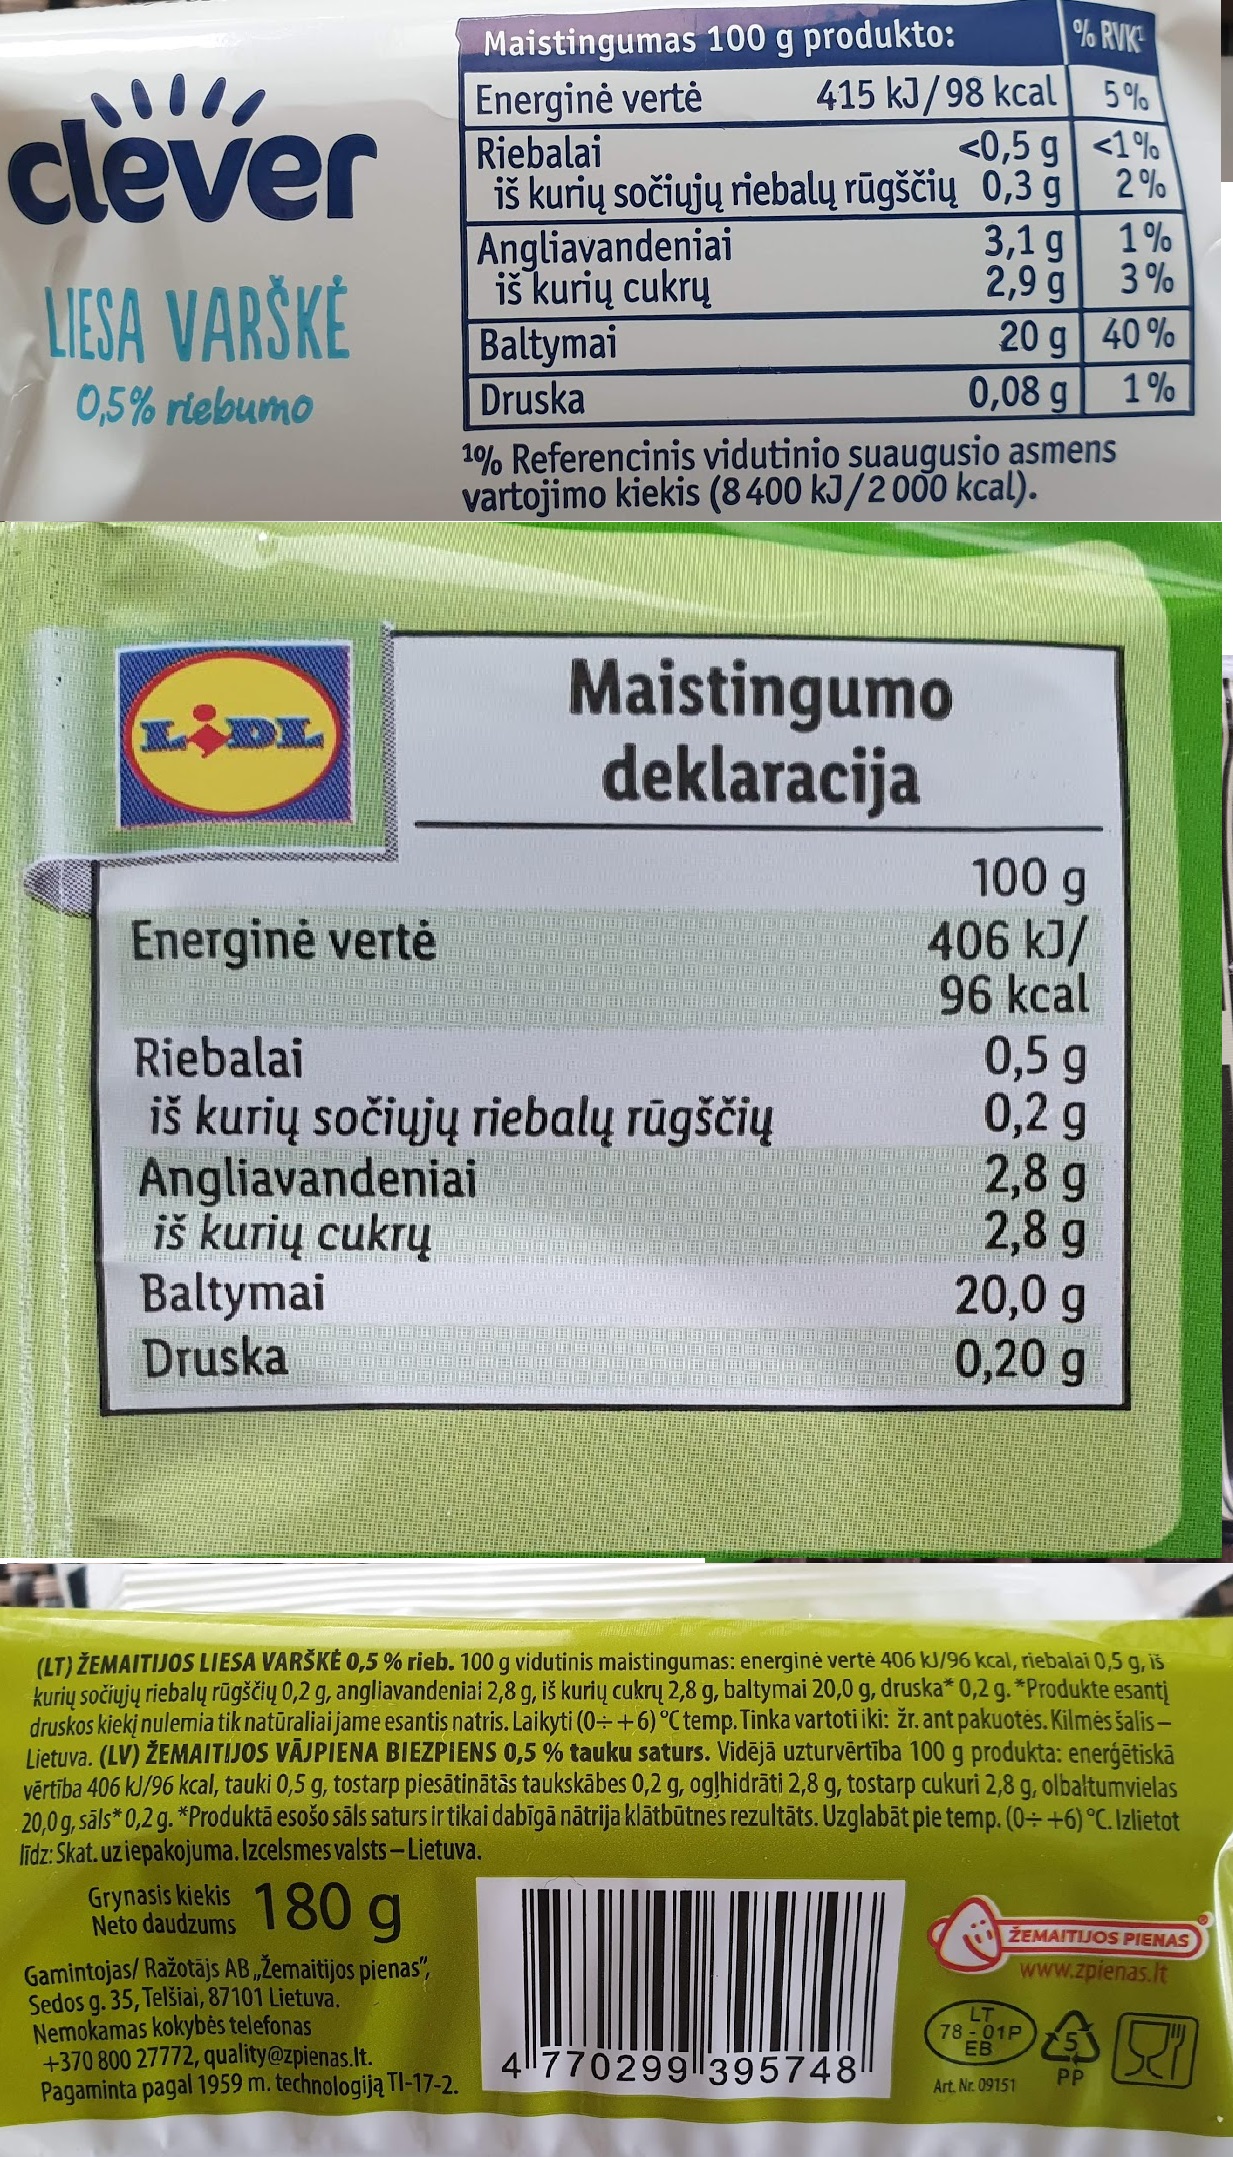 clever
LIESA VARŠKĖ
0,5% riebumo
Maistingumas 100 g produkto: % RVK¹
Energinė vertė 415 kJ/98 kcal 5%
Riebalai <0,5 g <1%
iš kurių sočiųjų riebalų rūgščių 0,3 g 2%
Angliavandeniai 3,1 g 1%
iš kurių cukrų 2,9 g 3%
Baltymai 20 g 40%
Druska 0,08 g 1%
¹% Referencinis vidutinio suaugusio asmens
vartojimo kiekis (8 400 kJ/2 000 kcal).
LIDL
Maistingumo
deklaracija
100 g
Energinė vertė 406 kJ/
96 kcal
Riebalai 0,5 g
iš kurių sočiųjų riebalų rūgščių 0,2 g
Angliavandeniai 2,8 g
iš kurių cukrų 2,8 g
Baltymai 20,0 g
Druska 0,20 g
(LT) ŽEMAITIJOS LIESA VARŠKĖ 0,5 % rieb. 100 g vidutinis maistingumas: energinė vertė 406 kJ/96 kcal, riebalai 0,5 g, iš
kurių sočiųjų riebalų rūgščių 0,2 g, angliavandeniai 2,8 g, iš kurių cukrų 2,8 g, baltymai 20,0 g, druska* 0,2 g. *Produkte esantį
druskos kiekį nulemia tik natūraliai jame esantis natris. Laikyti (0÷+6) °C temp. Tinka vartoti iki: žr. ant pakuotės. Kilmės šalis –
Lietuva. (LV) ŽEMAITIJOS VĀJPIENA BIEZPIENS 0,5 % tauku saturs. Vidējā uzturvērtība 100 g produkta: enerģētiskā
vērtība 406 kJ/96 kcal, tauki 0,5 g, tostarp piesātinātās taukskābes 0,2 g, ogļhidrāti 2,8 g, tostarp cukuri 2,8 g, olbaltumvielas
20,0 g, sāls* 0,2 g. *Produktā esošo sāls saturs ir tikai dabīgā nātrija klātbūtnes rezultāts. Uzglabāt pie temp. (0÷ +6) °C. Izlietot
līdz: Skat. uz iepakojuma. Izcelsmes valsts – Lietuva.
Grynasis kiekis
Neto daudzums 180 g
Gamintojas/ Ražotājs AB „Žemaitijos pienas",
Sedos g. 35, Telšiai, 87101 Lietuva.
Nemokamas kokybės telefonas
+370 800 27772, quality@zpienas.lt.
Pagaminta pagal 1959 m. technologiją TI-17-2.
4 770299 395748
ŽEMAITIJOS PIENAS
www.zpienas.lt
LT
78 - 01P
EB
5
PP
Art. Nr. 09151